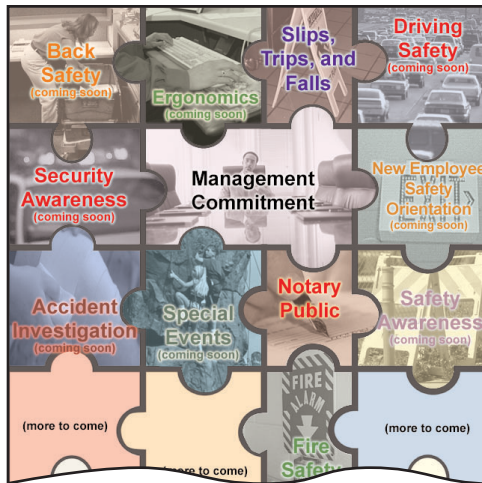 Back
Safety
(coming soon)
Ergonomics
(coming soon)
Slips,
Trips, and
Falls
Driving
Safety
(coming soon)
Security
Awareness
(coming soon)
Management
Commitment
New Employee
Safety
Orientation
(coming soon)
EXIT
Accident
Investigation
(coming soon)
Special
Events
(coming soon)
Notary
Public
Safety
Awareness
(coming soon)
(more to come)
(more to come)
FIRE
ALARM
Fire
Safety
(more to come)